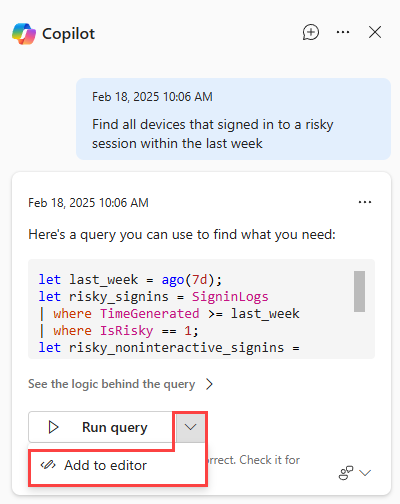 Copilot
Feb 18, 2025 10:06 AM
Find all devices that signed in to a risky
session within the last week
Feb 18, 2025 10:06 AM
Here's a query you can use to find what you need:
let last_week = ago(7d);
let risky_signins = SigninLogs
| where TimeGenerated >= last_week
| where IsRisky == 1;
let risky_noninteractive_signins =
See the logic behind the query
Run query
Add to editor
orrect. Check it for